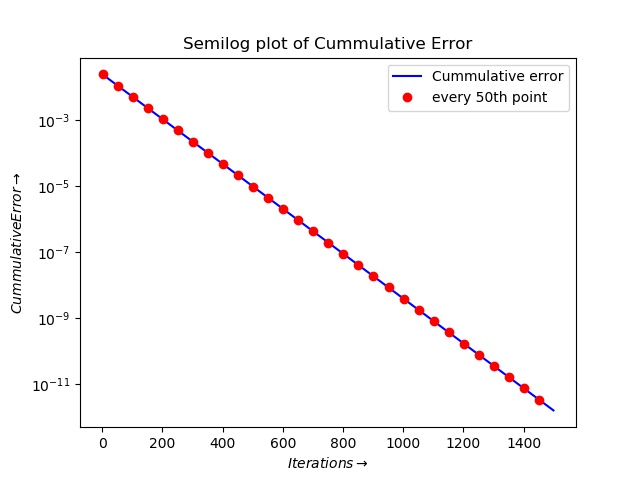 Semilog plot of Cummulative Error
Cummulative error
every 50th point
CummulativeError→
10⁻³
10⁻⁵
10⁻⁷
10⁻⁹
10⁻¹¹
0 200 400 600 800 1000 1200 1400
Iterations→